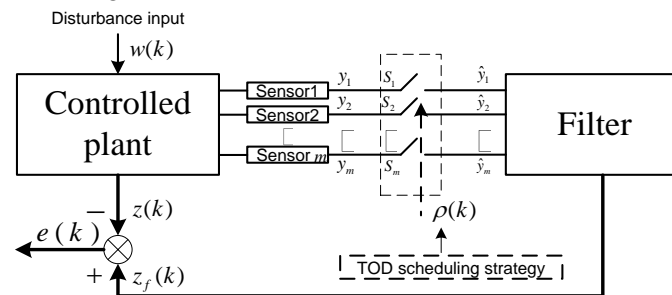 Disturbance input
w(k)
Controlled plant
Sensor1
Sensor2
Sensor m
y₁
y₂
yₘ
S₁
S₂
Sₘ
ŷ₁
ŷ₂
ŷₘ
Filter
ρ(k)
TOD scheduling strategy
− z(k)
e(k)
+ z_f(k)